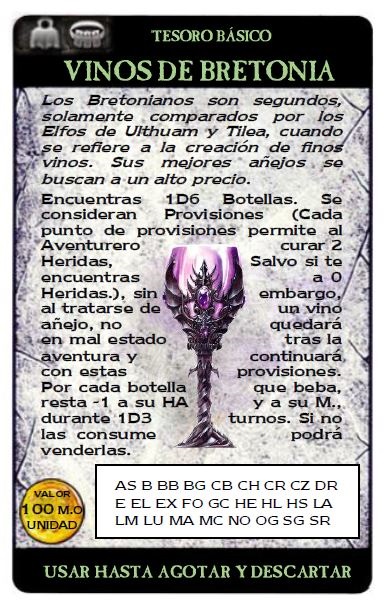 TESORO BÁSICO
VINOS DE BRETONIA
Los Bretonianos son segundos,
solamente comparados por los
Elfos de Ulthuam y Tilea, cuando
se refiere a la creación de finos
vinos. Sus mejores añejos se
buscan a un alto precio.
Encuentras 1D6 Botellas. Se
consideran Provisiones (Cada
punto de provisiones permite al
Aventurero curar 2
Heridas, Salvo si te
encuentras a 0
Heridas.), sin embargo,
al tratarse de un vino
añejo, no quedará
en mal estado tras la
aventura y continuará
con estas provisiones.
Por cada botella que beba,
resta -1 a su HA y a su M.,
durante 1D3 turnos. Si no
las consume podrá
venderlas.
VALOR
100 M.O
UNIDAD
AS B BB BG CB CH CR CZ DR
E EL EX FO GC HE HL HS LA
LM LU MA MC NO OG SG SR
USAR HASTA AGOTAR Y DESCARTAR